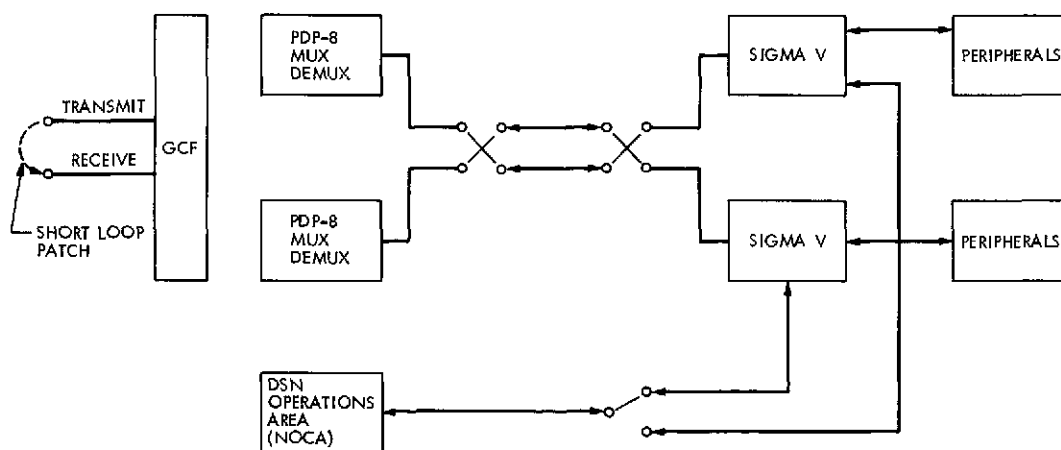 TRANSMIT
RECEIVE
SHORT LOOP
PATCH
GCF
PDP-8
MUX
DEMUX
PDP-8
MUX
DEMUX
SIGMA V
PERIPHERALS
SIGMA V
PERIPHERALS
DSN
OPERATIONS
AREA
(NOCA)